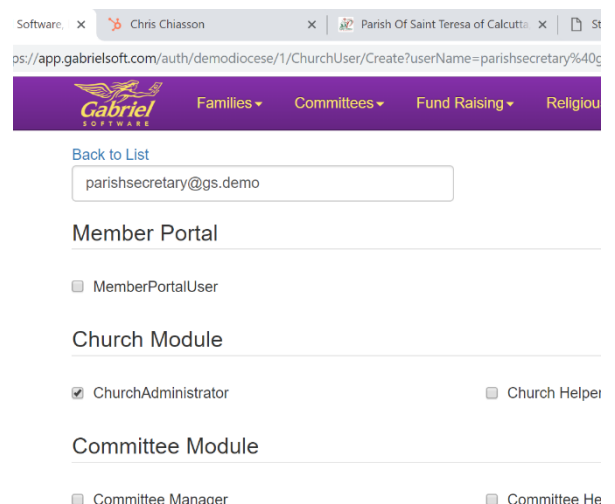 Software, Chris Chiasson Parish Of Saint Teresa of Calcutta St
ps://app.gabrielsoft.com/auth/demodiocese/1/ChurchUser/Create?userName=parishsecretary%40g
Gabriel
SOFTWARE
Families Committees Fund Raising Religiou
Back to List
parishsecretary@gs.demo
Member Portal
MemberPortalUser
Church Module
ChurchAdministrator Church Helper
Committee Module
Committee Manager Committee He